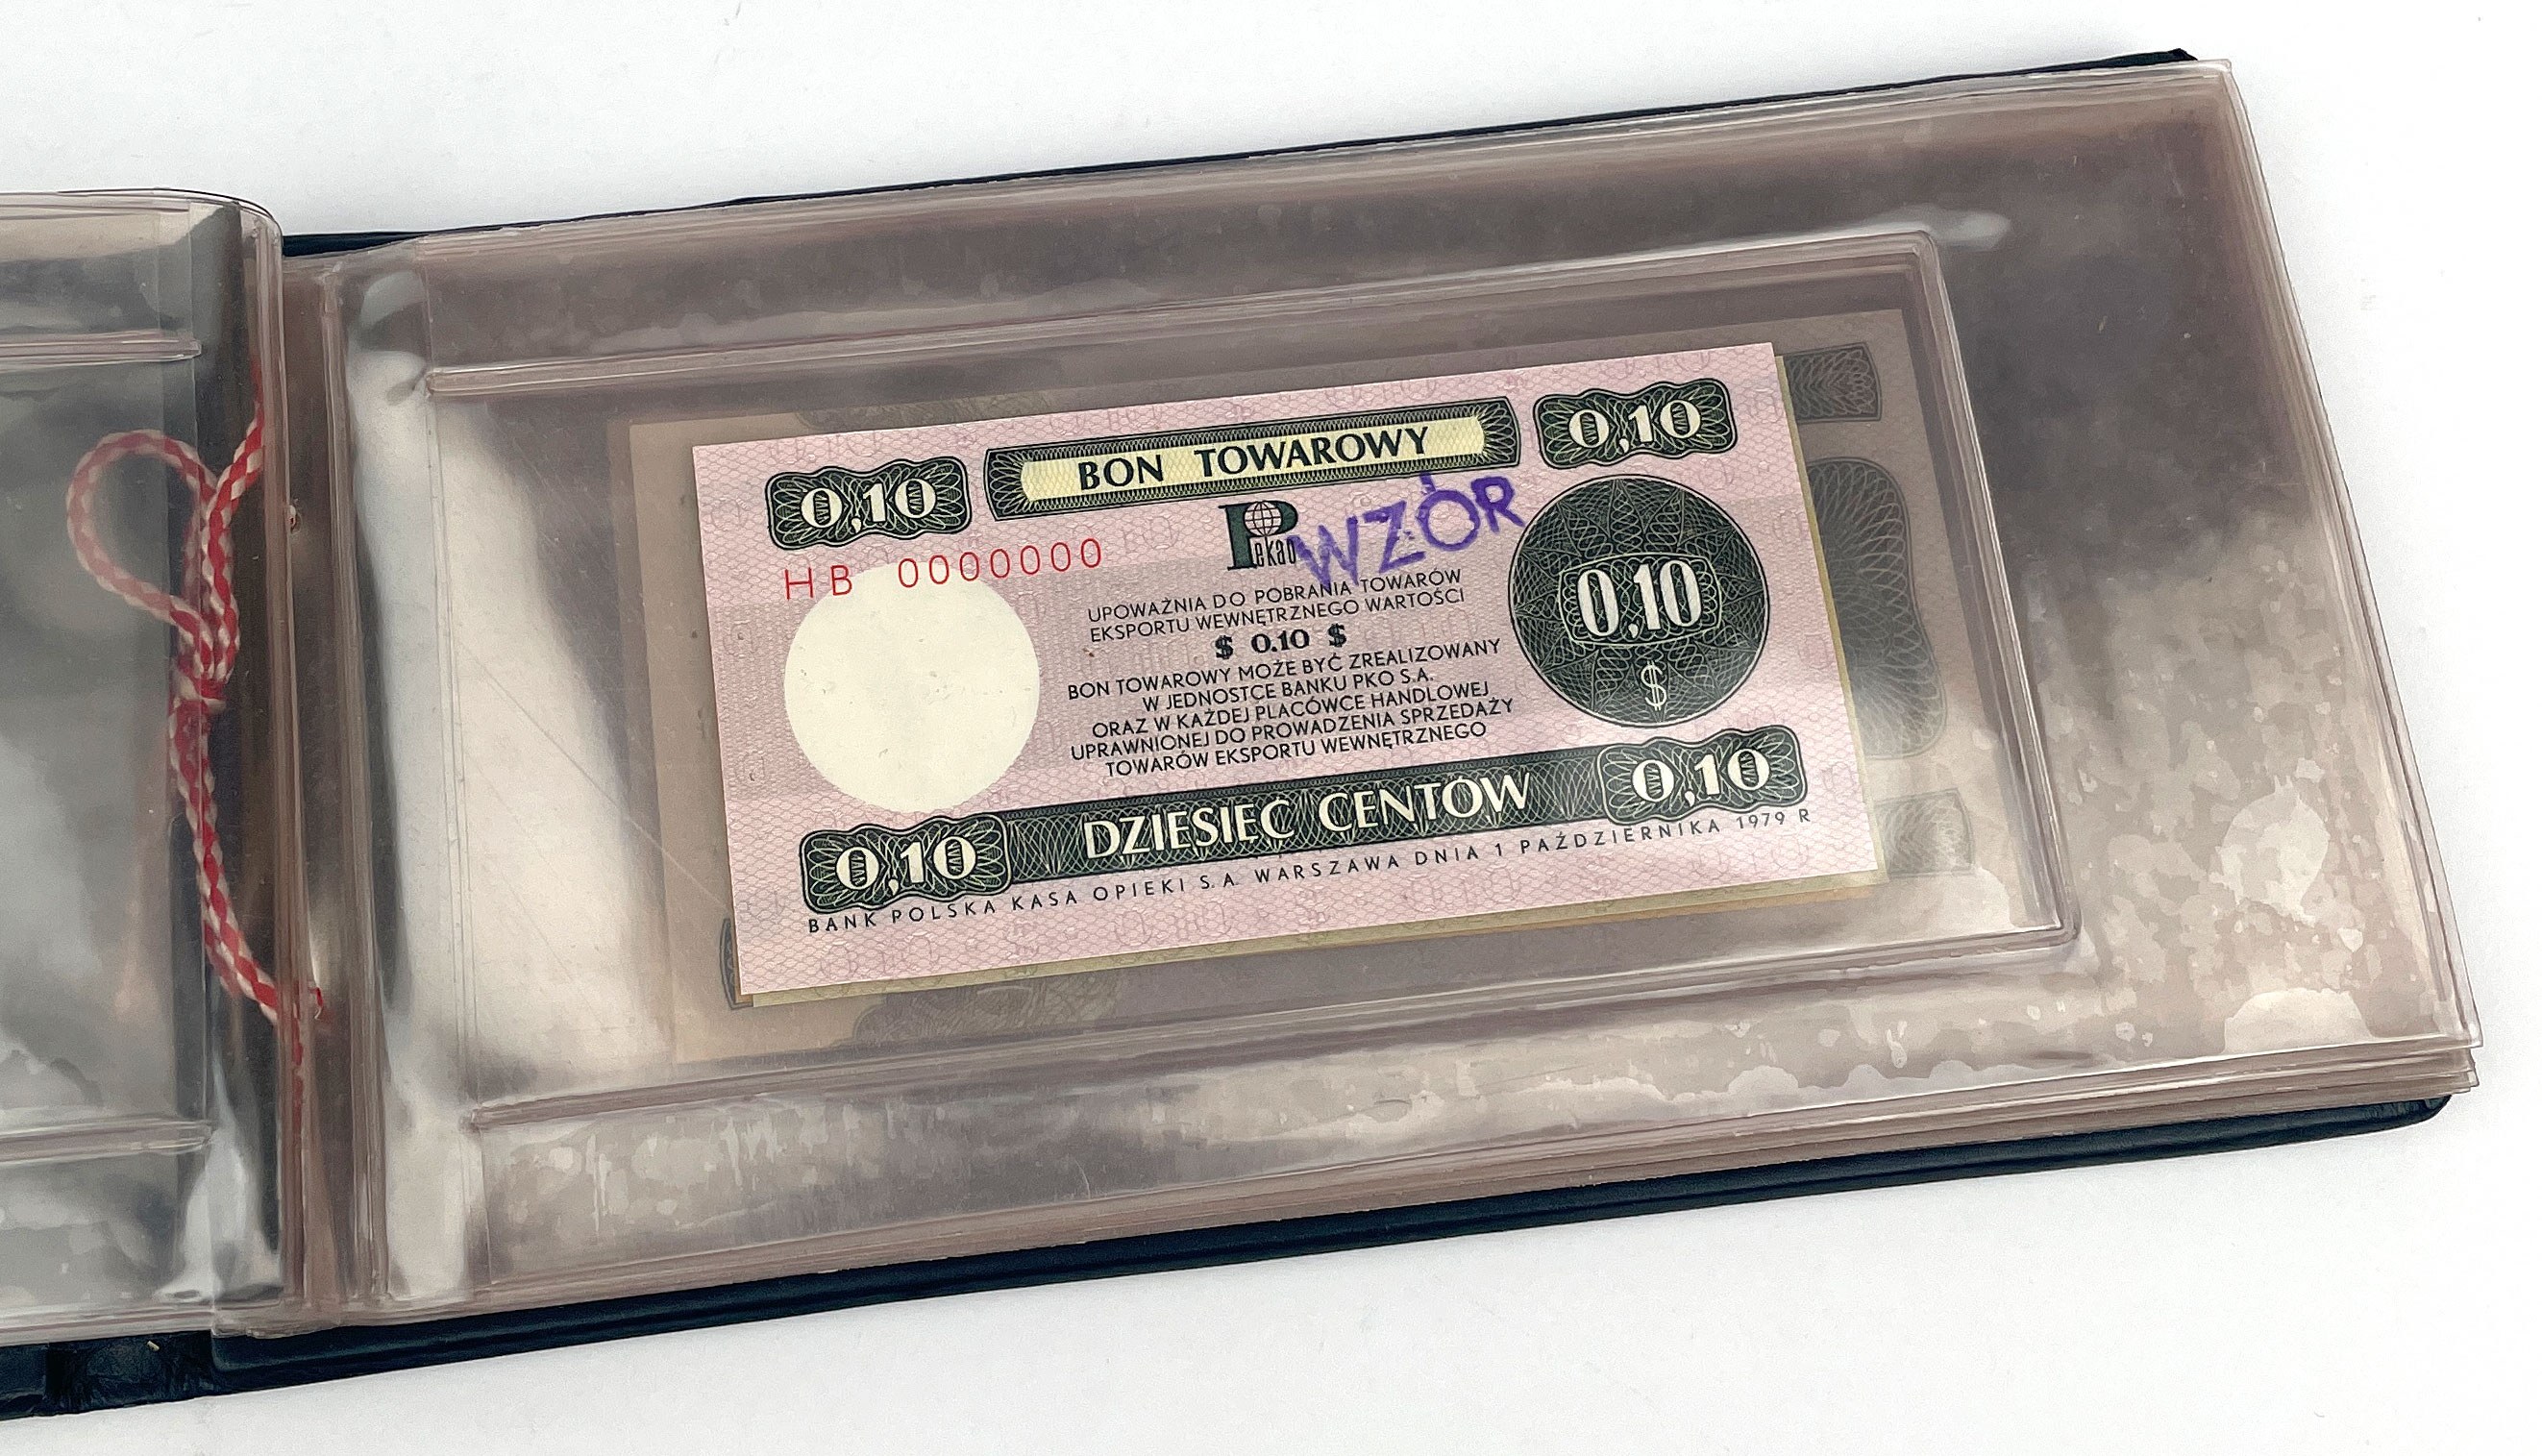 BON TOWAROWY
0,10
0,10
HB 0000000
Pekao
WZÓR
UPOWAŻNIA DO POBRANIA TOWARÓW
EKSPORTU WEWNĘTRZNEGO WARTOŚCI
$ 0.10 $
BON TOWAROWY MOŻE BYĆ ZREALIZOWANY
W JEDNOSTCE BANKU PKO S.A.
ORAZ W KAŻDEJ PLACÓWCE HANDLOWEJ
UPRAWNIONEJ DO PROWADZENIA SPRZEDAŻY
TOWARÓW EKSPORTU WEWNĘTRZNEGO
0,10
$
0,10
DZIESIĘĆ CENTÓW
0,10
BANK POLSKA KASA OPIEKI S.A. WARSZAWA DNIA 1 PAŹDZIERNIKA 1979 R